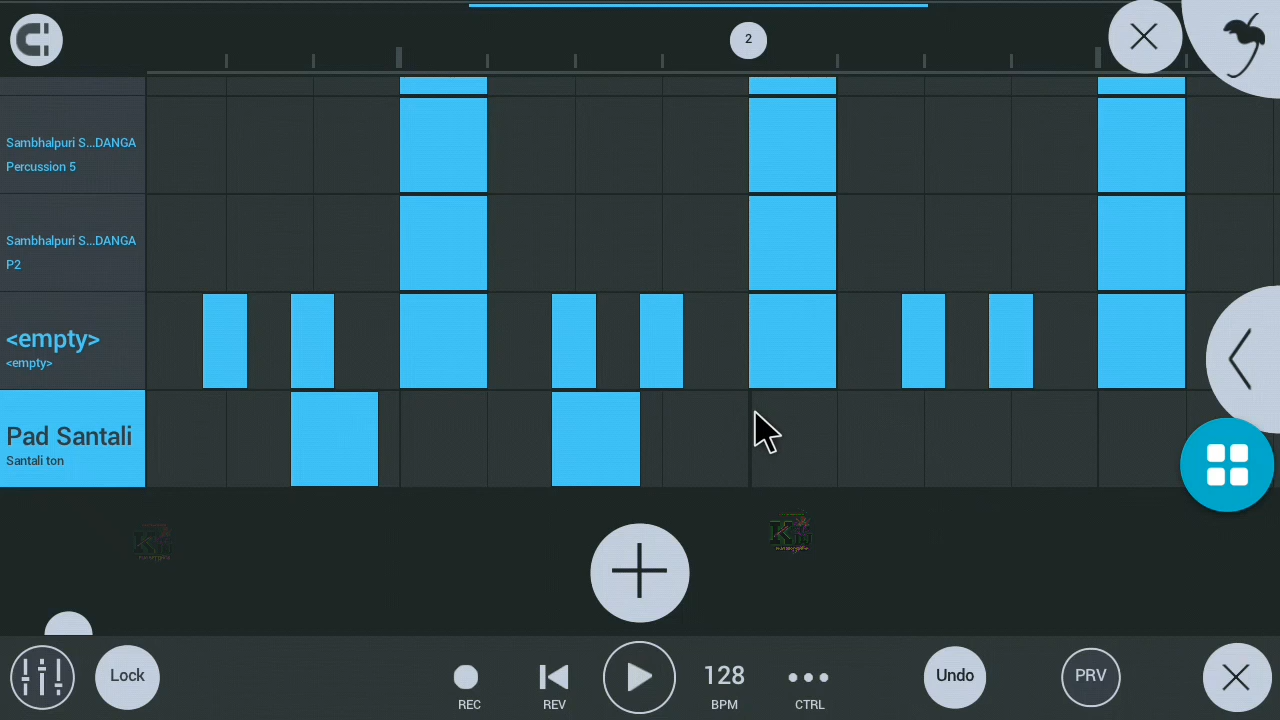 2
Sambhalpuri S...DANGA
Percussion 5
Sambhalpuri S...DANGA
P2
<empty>
<empty>
Pad Santali
Santali ton
Lock
REC
REV
128
BPM
CTRL
Undo
PRV